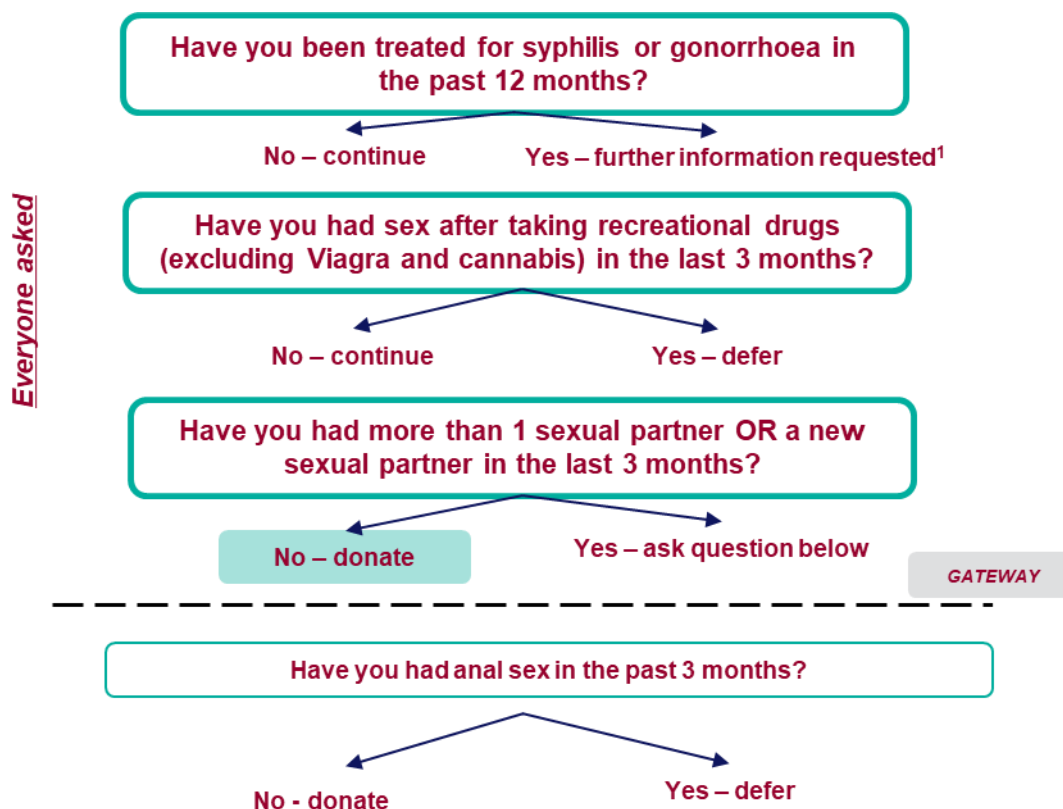 Have you been treated for syphilis or gonorrhoea in
the past 12 months?
No – continue
Yes – further information requested¹
Everyone asked
Have you had sex after taking recreational drugs
(excluding Viagra and cannabis) in the last 3 months?
No – continue
Yes – defer
Have you had more than 1 sexual partner OR a new
sexual partner in the last 3 months?
No – donate
Yes – ask question below
GATEWAY
Have you had anal sex in the past 3 months?
No - donate
Yes – defer